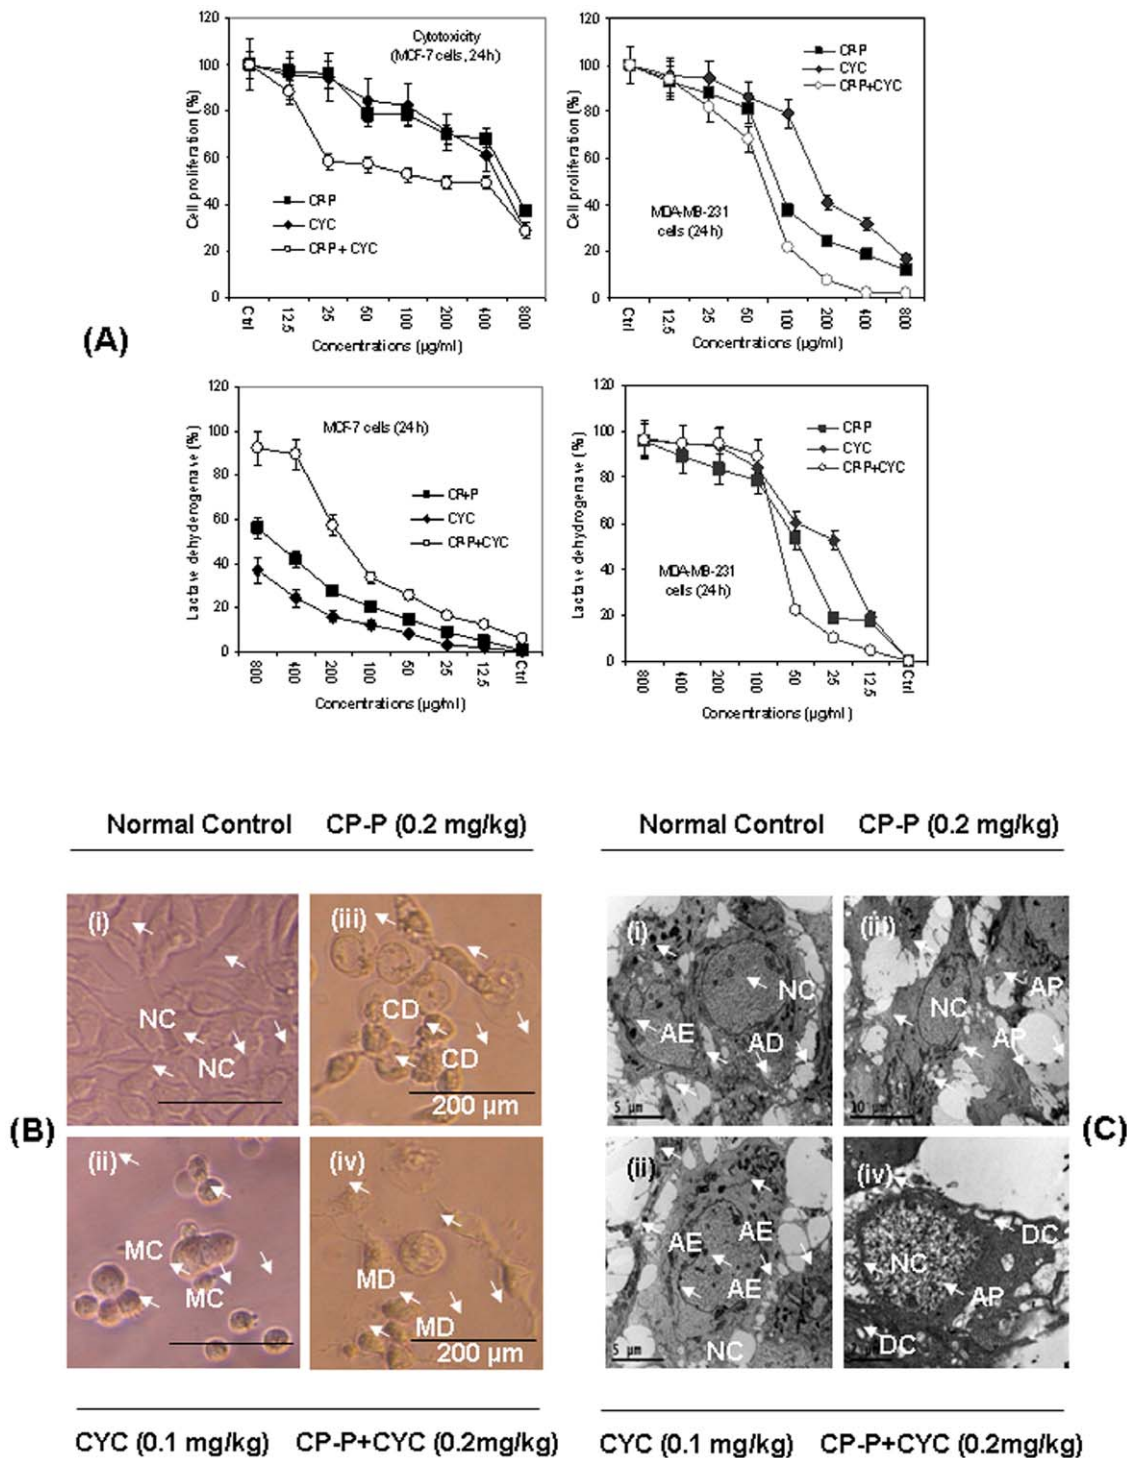 120
100
80
60
40
20
0
Cell proliferation (%)
Cytotoxicity
(MCF-7 cells, 24h)
CP-P
CYC
CP-P + CYC
Ctrl
12.5
25
50
100
200
400
800
Concentrations (µg/ml)
120
100
80
60
40
20
0
Cell proliferation (%)
CP-P
CYC
CP-P+CYC
MDA-MB-231
cells (24h)
Ctrl
12.5
25
50
100
200
400
800
Concentrations (µg/ml)
(A)
120
100
80
60
40
20
0
MCF-7 cells (24h)
CP+P
CYC
CP-P+CYC
800
400
200
100
50
25
12.5
Ctrl
Concentrations (µg/ml)
120
100
80
60
40
20
0
CP-P
CYC
CP-P+CYC
MDA-MB-231
cells (24h)
800
400
200
100
50
25
12.5
Ctrl
Concentrations (µg/ml)
Normal Control
CP-P (0.2 mg/kg)
Normal Control
CP-P (0.2 mg/kg)
(i)
NC
NC
(iii)
CD
CD
200 µm
(i)
NC
AE
AD
5 µm
(iii)
AP
NC
AP
10 µm
(B)
(C)
(ii)
MC
MC
(iv)
MD
MD
200 µm
(ii)
AE
AE
AE
NC
5 µm
(iv)
DC
NC
AP
DC
CYC (0.1 mg/kg)
CP-P+CYC (0.2mg/kg)
CYC (0.1 mg/kg)
CP-P+CYC (0.2mg/kg)